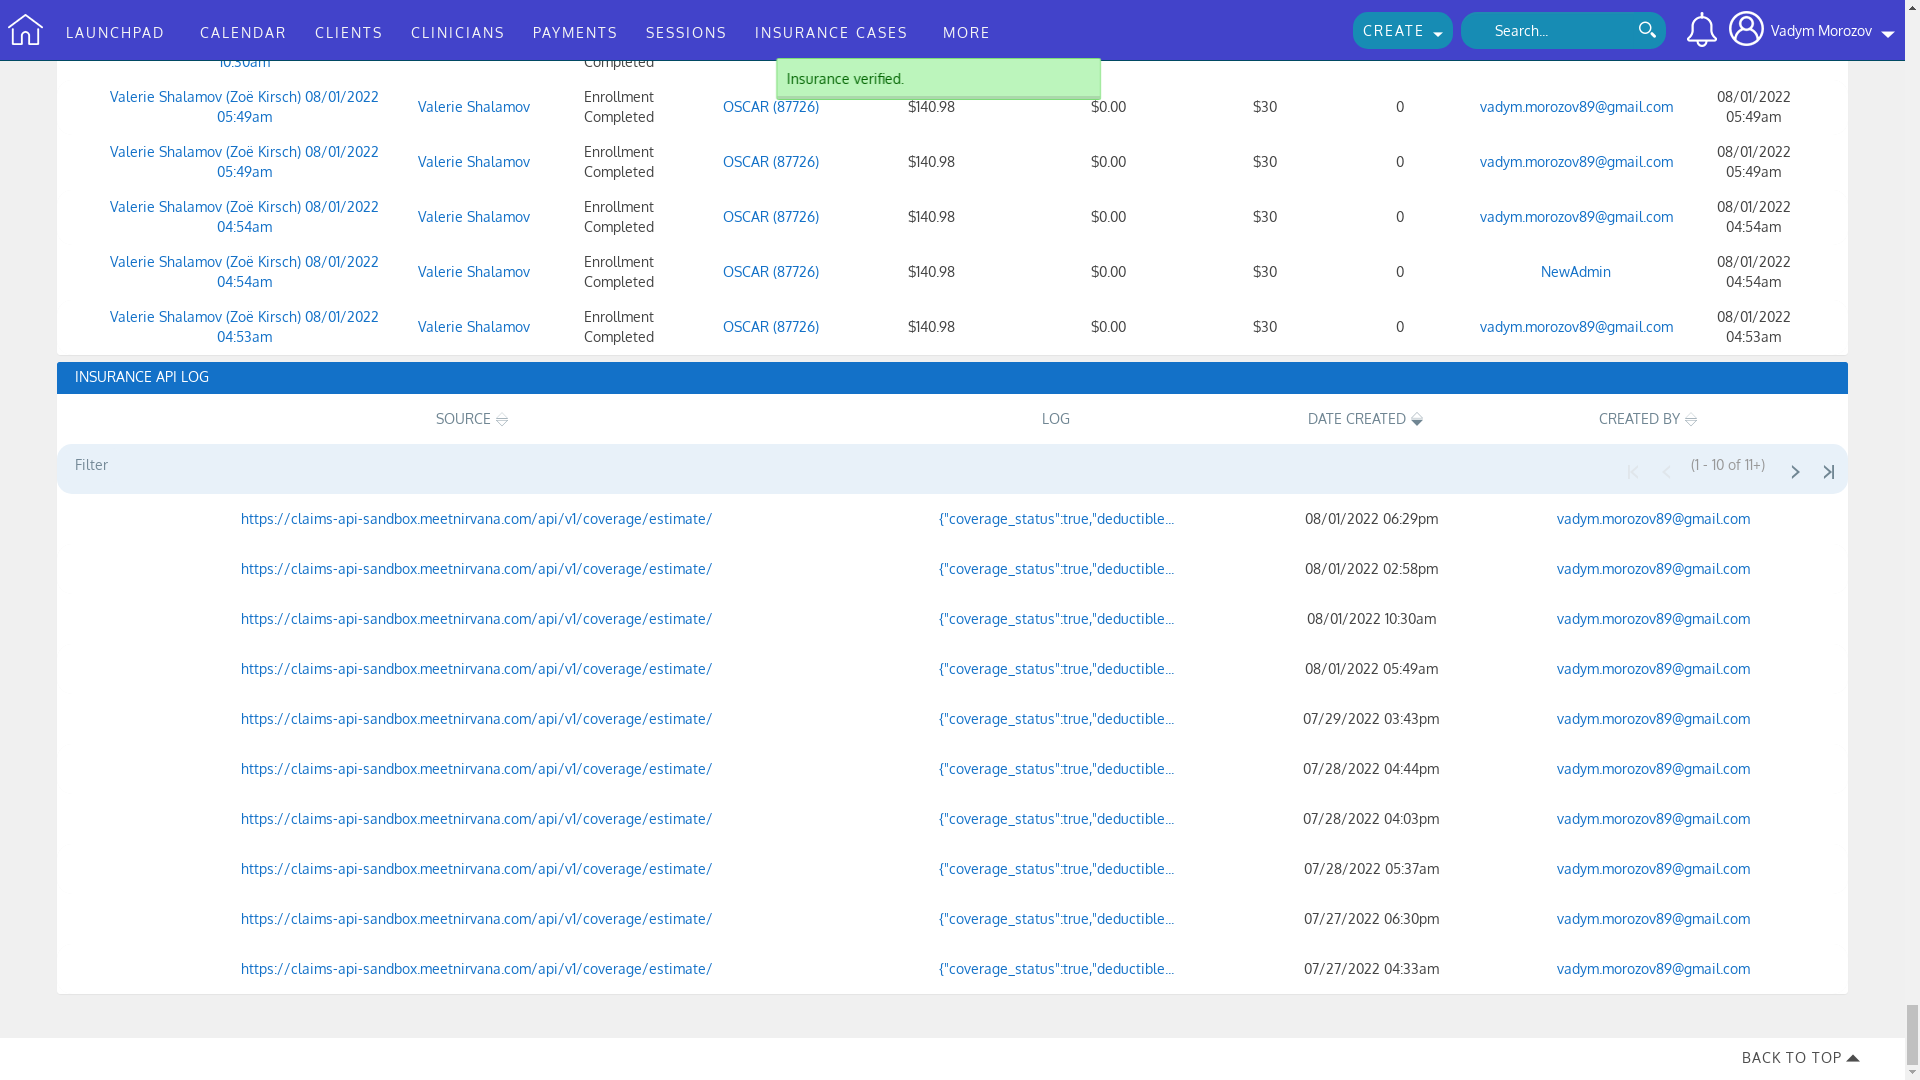 LAUNCHPAD CALENDAR CLIENTS CLINICIANS PAYMENTS SESSIONS INSURANCE CASES MORE CREATE Search... Vadym Morozov
10:30am Completed
Insurance verified.
Valerie Shalamov (Zoë Kirsch) 08/01/2022 05:49am Valerie Shalamov Enrollment Completed OSCAR (87726) $140.98 $0.00 $30 0 vadym.morozov89@gmail.com 08/01/2022 05:49am
Valerie Shalamov (Zoë Kirsch) 08/01/2022 05:49am Valerie Shalamov Enrollment Completed OSCAR (87726) $140.98 $0.00 $30 0 vadym.morozov89@gmail.com 08/01/2022 05:49am
Valerie Shalamov (Zoë Kirsch) 08/01/2022 04:54am Valerie Shalamov Enrollment Completed OSCAR (87726) $140.98 $0.00 $30 0 vadym.morozov89@gmail.com 08/01/2022 04:54am
Valerie Shalamov (Zoë Kirsch) 08/01/2022 04:54am Valerie Shalamov Enrollment Completed OSCAR (87726) $140.98 $0.00 $30 0 NewAdmin 08/01/2022 04:54am
Valerie Shalamov (Zoë Kirsch) 08/01/2022 04:53am Valerie Shalamov Enrollment Completed OSCAR (87726) $140.98 $0.00 $30 0 vadym.morozov89@gmail.com 08/01/2022 04:53am
INSURANCE API LOG
SOURCE LOG DATE CREATED CREATED BY
Filter (1 - 10 of 11+)
https://claims-api-sandbox.meetnirvana.com/api/v1/coverage/estimate/ {"coverage_status":true,"deductible... 08/01/2022 06:29pm vadym.morozov89@gmail.com
https://claims-api-sandbox.meetnirvana.com/api/v1/coverage/estimate/ {"coverage_status":true,"deductible... 08/01/2022 02:58pm vadym.morozov89@gmail.com
https://claims-api-sandbox.meetnirvana.com/api/v1/coverage/estimate/ {"coverage_status":true,"deductible... 08/01/2022 10:30am vadym.morozov89@gmail.com
https://claims-api-sandbox.meetnirvana.com/api/v1/coverage/estimate/ {"coverage_status":true,"deductible... 08/01/2022 05:49am vadym.morozov89@gmail.com
https://claims-api-sandbox.meetnirvana.com/api/v1/coverage/estimate/ {"coverage_status":true,"deductible... 07/29/2022 03:43pm vadym.morozov89@gmail.com
https://claims-api-sandbox.meetnirvana.com/api/v1/coverage/estimate/ {"coverage_status":true,"deductible... 07/28/2022 04:44pm vadym.morozov89@gmail.com
https://claims-api-sandbox.meetnirvana.com/api/v1/coverage/estimate/ {"coverage_status":true,"deductible... 07/28/2022 04:03pm vadym.morozov89@gmail.com
https://claims-api-sandbox.meetnirvana.com/api/v1/coverage/estimate/ {"coverage_status":true,"deductible... 07/28/2022 05:37am vadym.morozov89@gmail.com
https://claims-api-sandbox.meetnirvana.com/api/v1/coverage/estimate/ {"coverage_status":true,"deductible... 07/27/2022 06:30pm vadym.morozov89@gmail.com
https://claims-api-sandbox.meetnirvana.com/api/v1/coverage/estimate/ {"coverage_status":true,"deductible... 07/27/2022 04:33am vadym.morozov89@gmail.com
BACK TO TOP